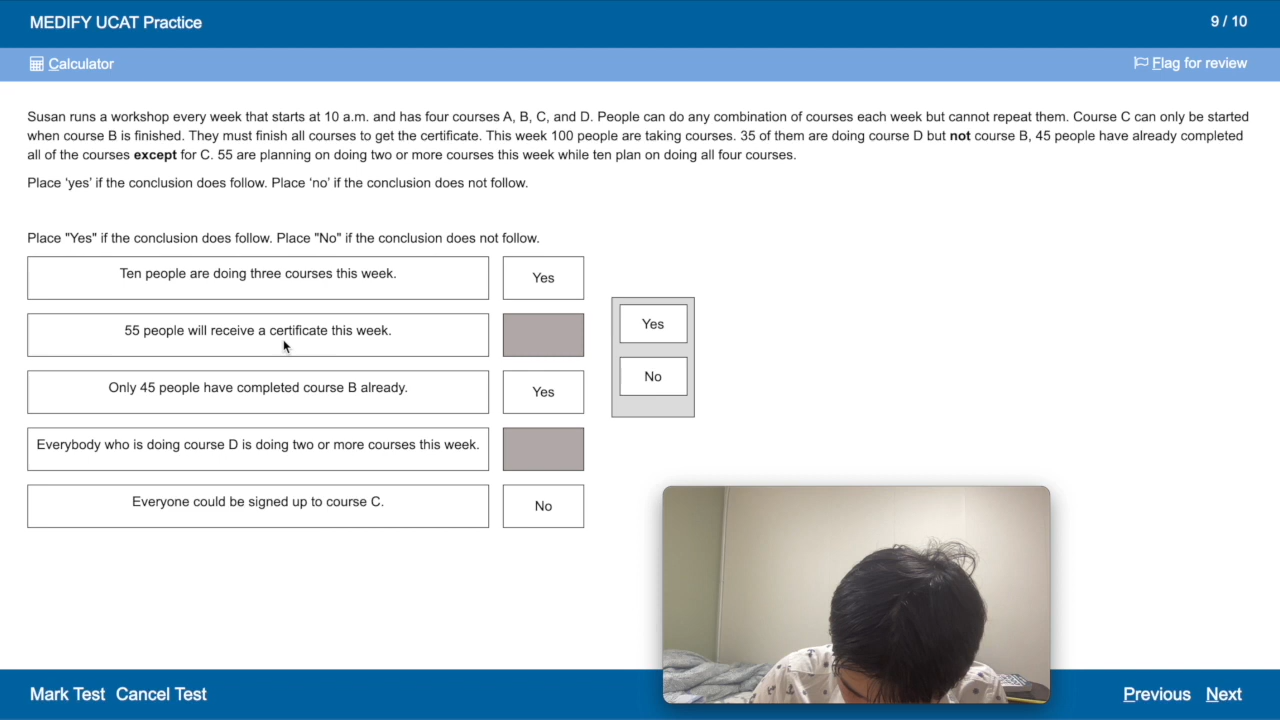 MEDIFY UCAT Practice
9 / 10
Calculator
Flag for review
Susan runs a workshop every week that starts at 10 a.m. and has four courses A, B, C, and D. People can do any combination of courses each week but cannot repeat them. Course C can only be started
when course B is finished. They must finish all courses to get the certificate. This week 100 people are taking courses. 35 of them are doing course D but not course B, 45 people have already completed
all of the courses except for C. 55 are planning on doing two or more courses this week while ten plan on doing all four courses.
Place ‘yes’ if the conclusion does follow. Place ‘no’ if the conclusion does not follow.
Place "Yes" if the conclusion does follow. Place "No" if the conclusion does not follow.
Ten people are doing three courses this week.
Yes
55 people will receive a certificate this week.
Yes
No
Only 45 people have completed course B already.
Yes
Everybody who is doing course D is doing two or more courses this week.
Everyone could be signed up to course C.
No
Mark Test
Cancel Test
Previous
Next